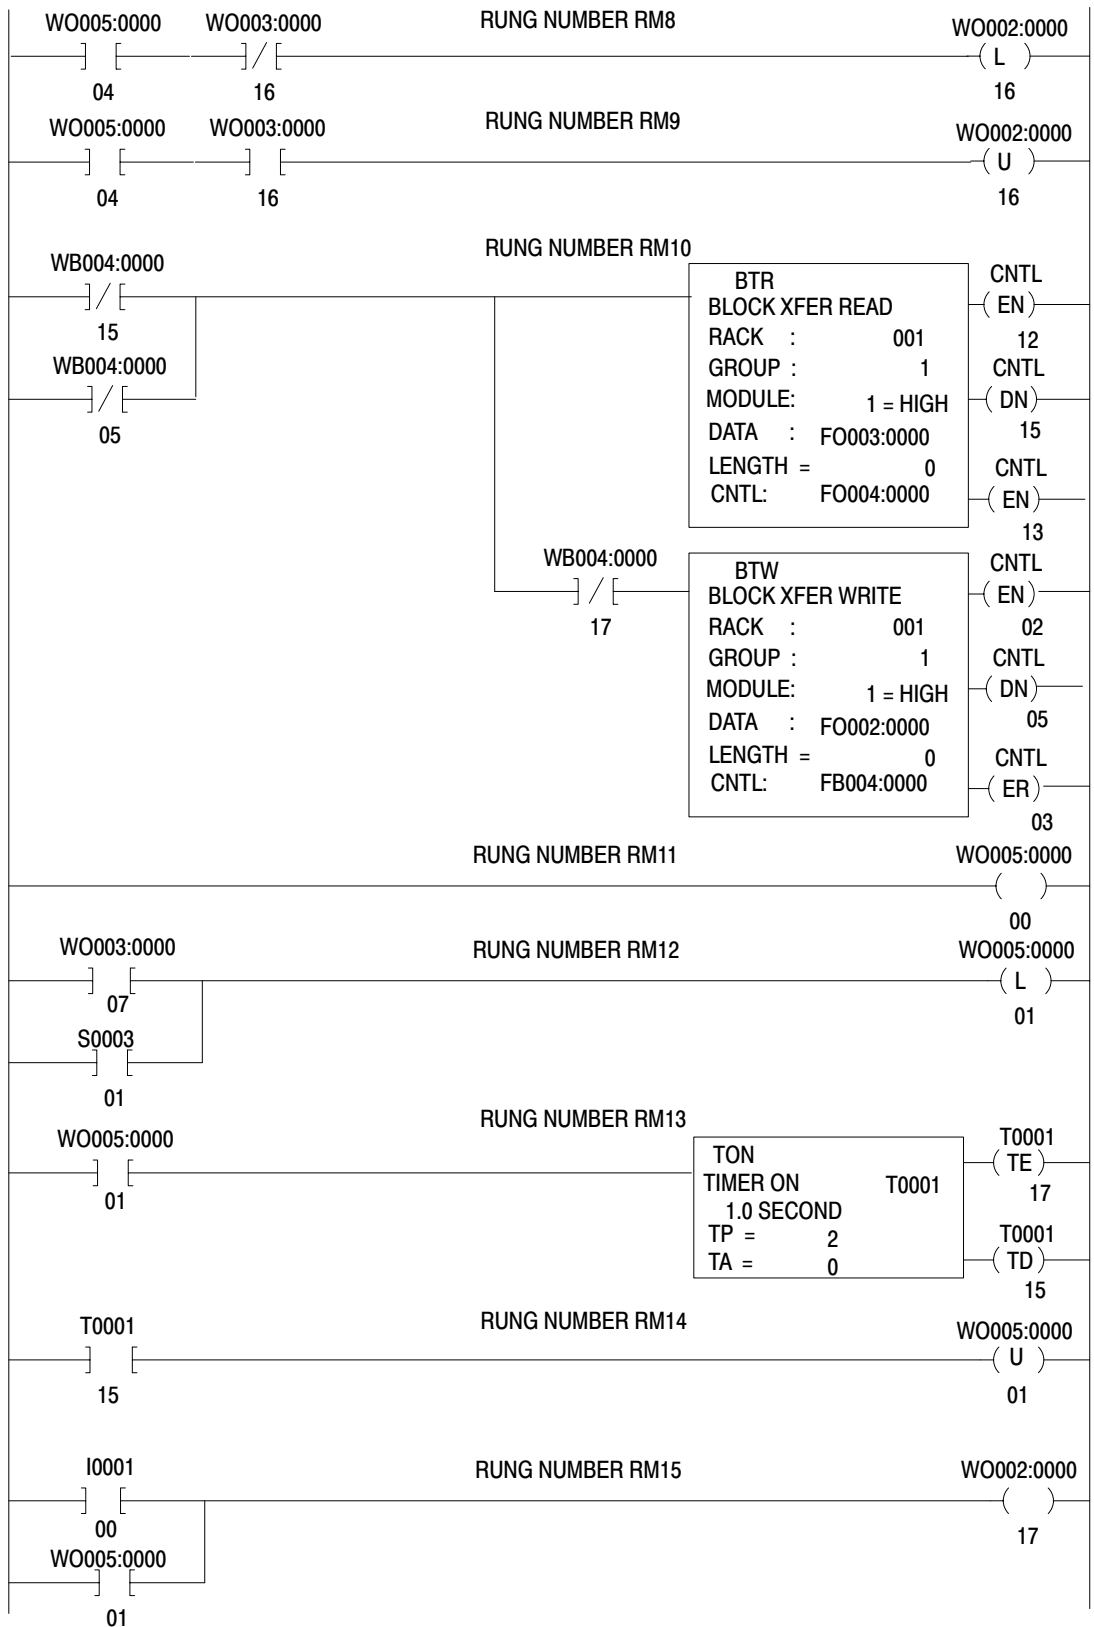 RUNG NUMBER RM8
WO005:0000 WO003:0000 WO002:0000
] [ ]/[ ( L )
04 16 16
RUNG NUMBER RM9
WO005:0000 WO003:0000 WO002:0000
] [ ] [ ( U )
04 16 16
RUNG NUMBER RM10
WB004:0000
]/[
15
WB004:0000
]/[
05
BTR
BLOCK XFER READ
RACK : 001
GROUP : 1
MODULE: 1 = HIGH
DATA : FO003:0000
LENGTH = 0
CNTL: FO004:0000
CNTL
( EN )
12
CNTL
( DN )
15
CNTL
( EN )
13
WB004:0000
]/[
17
BTW
BLOCK XFER WRITE
RACK : 001
GROUP : 1
MODULE: 1 = HIGH
DATA : FO002:0000
LENGTH = 0
CNTL: FB004:0000
CNTL
( EN )
02
CNTL
( DN )
05
CNTL
( ER )
03
RUNG NUMBER RM11
WO005:0000
( )
00
RUNG NUMBER RM12
WO003:0000 WO005:0000
] [ ( L )
07 01
S0003
] [
01
RUNG NUMBER RM13
WO005:0000
] [
01
TON
TIMER ON T0001
1.0 SECOND
TP = 2
TA = 0
T0001
( TE )
17
T0001
( TD )
15
RUNG NUMBER RM14
T0001 WO005:0000
] [ ( U )
15 01
RUNG NUMBER RM15
I0001 WO002:0000
] [ ( )
00 17
WO005:0000
] [
01